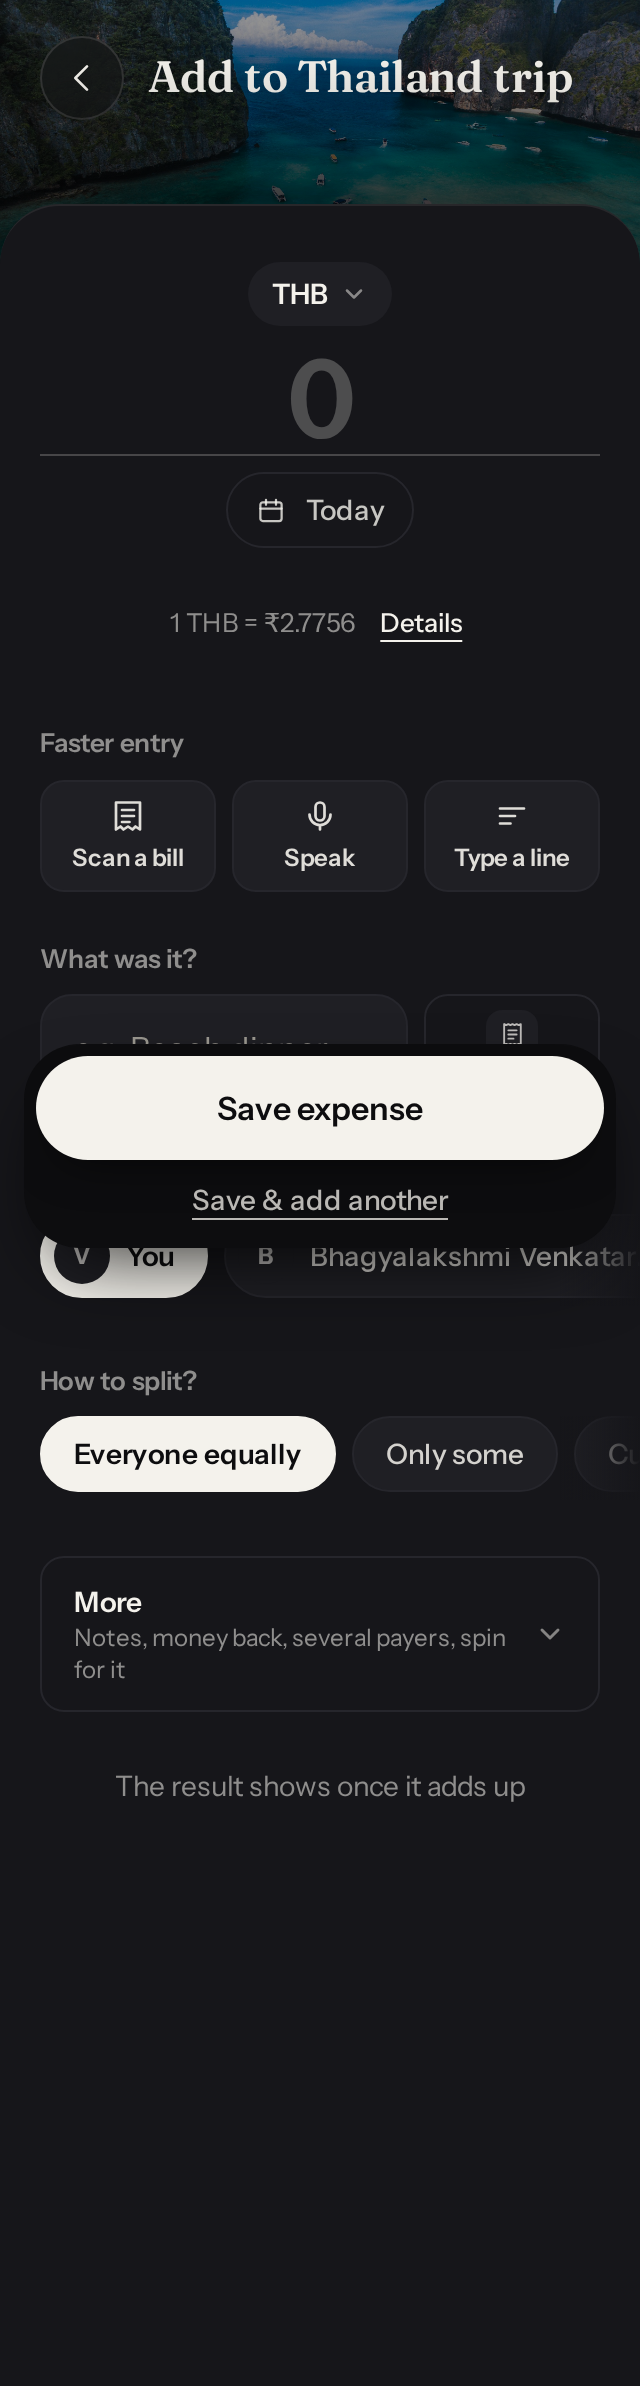 Add to Thailand trip
THB
0
Today
1 THB = ₹2.7756 Details
Faster entry
Scan a bill
Speak
Type a line
What was it?
Save expense
Save & add another
V You
B Bhagyalakshmi
How to split?
Everyone equally
Only some
More
Notes, money back, several payers, spin
for it
The result shows once it adds up